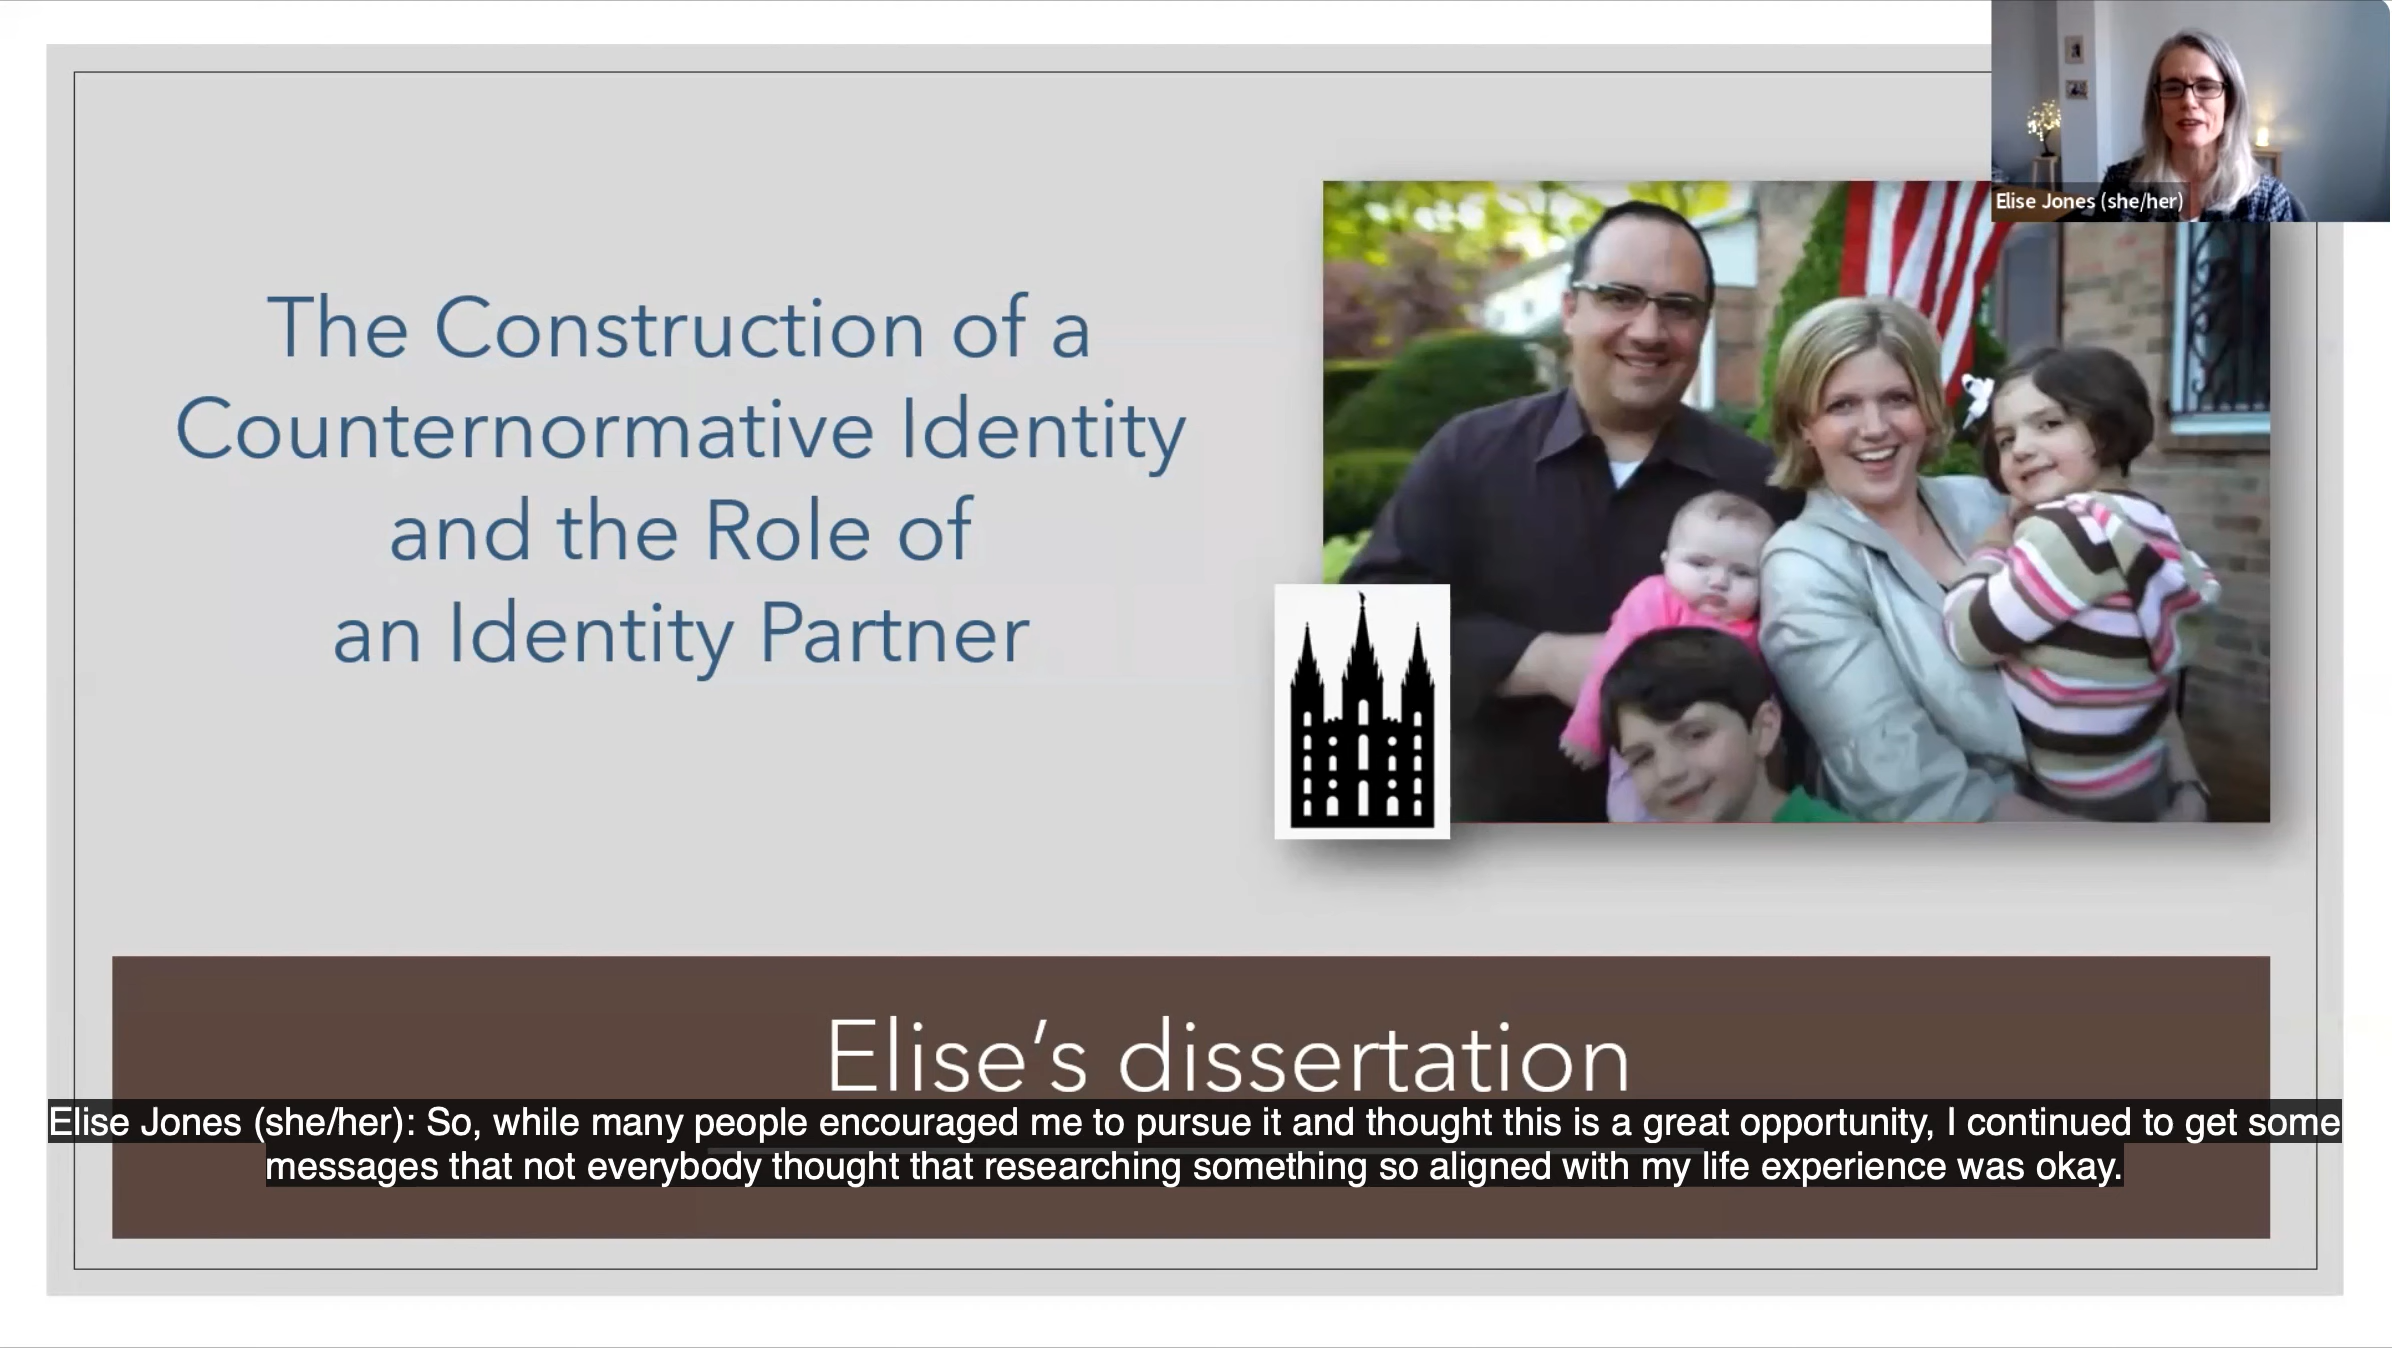 Elise Jones (she/her)
The Construction of a
Counternormative Identity
and the Role of
an Identity Partner
Elise’s dissertation
Elise Jones (she/her): So, while many people encouraged me to pursue it and thought this is a great opportunity, I continued to get some
messages that not everybody thought that researching something so aligned with my life experience was okay.